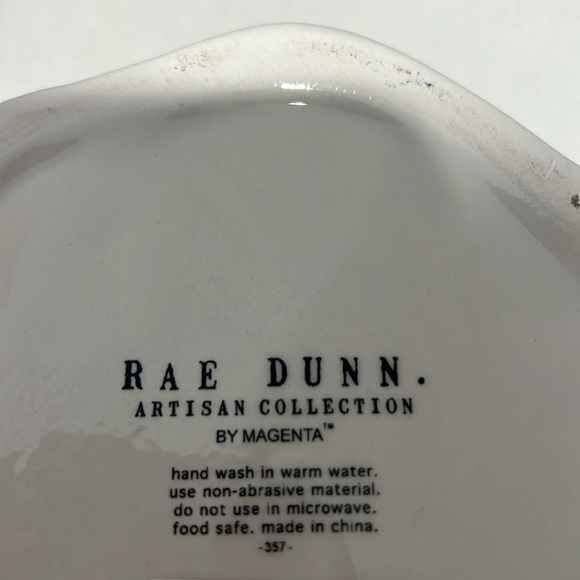 RAE DUNN.
ARTISAN COLLECTION
BY MAGENTA™
hand wash in warm water.
use non-abrasive material.
do not use in microwave.
food safe. made in china.
-357-